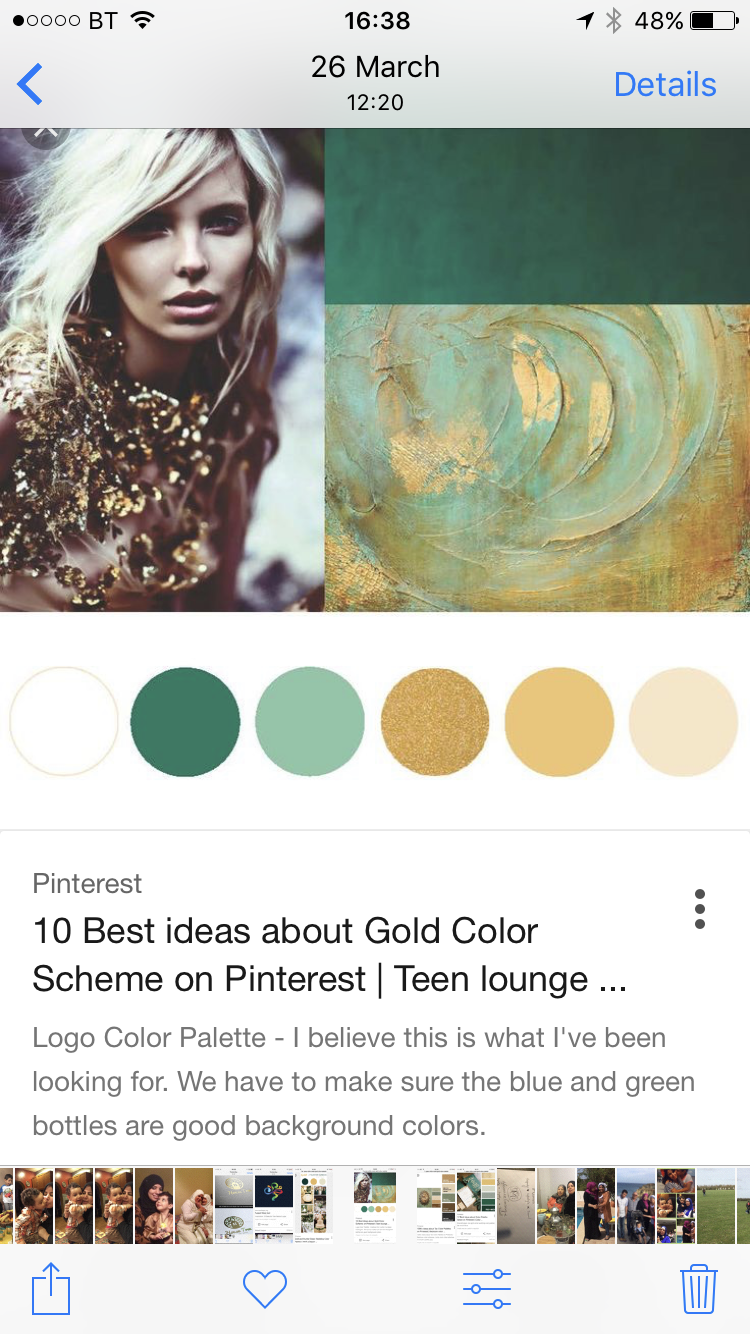 BT 16:38 48%
26 March
12:20
Details
Pinterest
10 Best ideas about Gold Color
Scheme on Pinterest | Teen lounge ...
Logo Color Palette - I believe this is what I've been
looking for. We have to make sure the blue and green
bottles are good background colors.